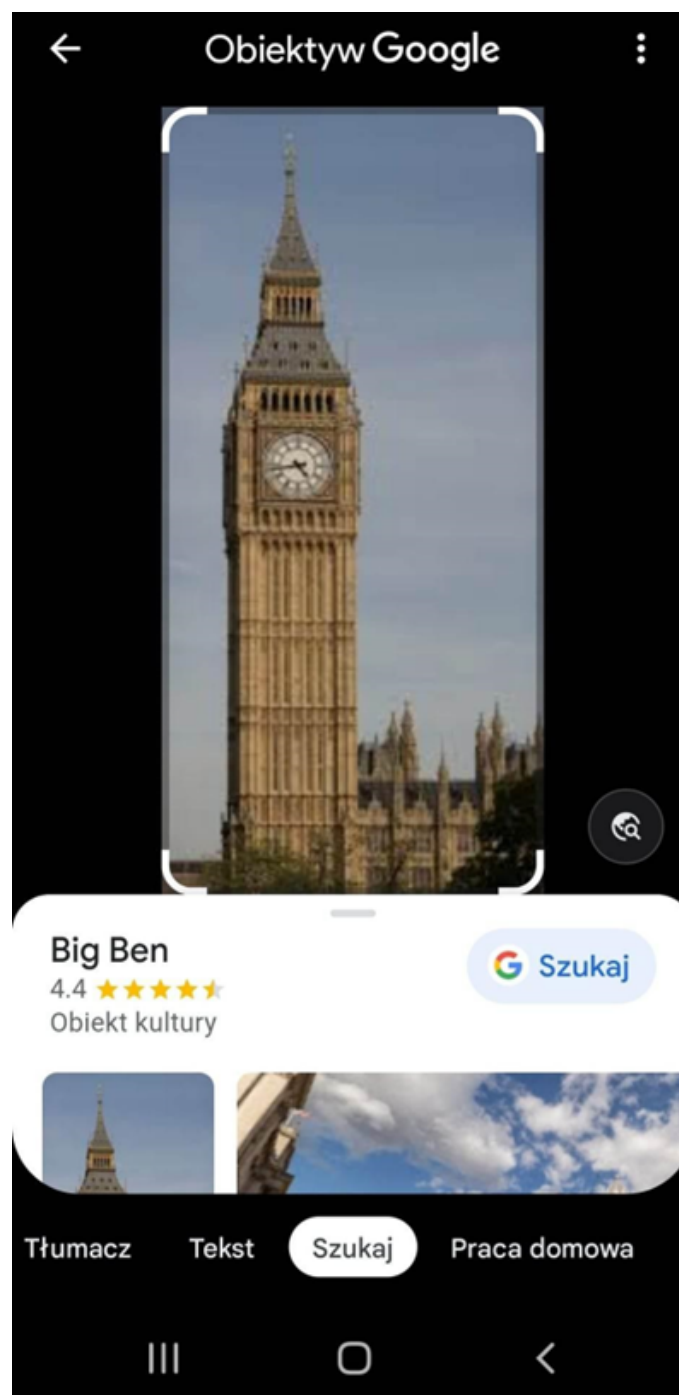 Obiektyw Google
Big Ben
Szukaj
4.4
Obiekt kultury
Tłumacz
Tekst
Szukaj
Praca domowa